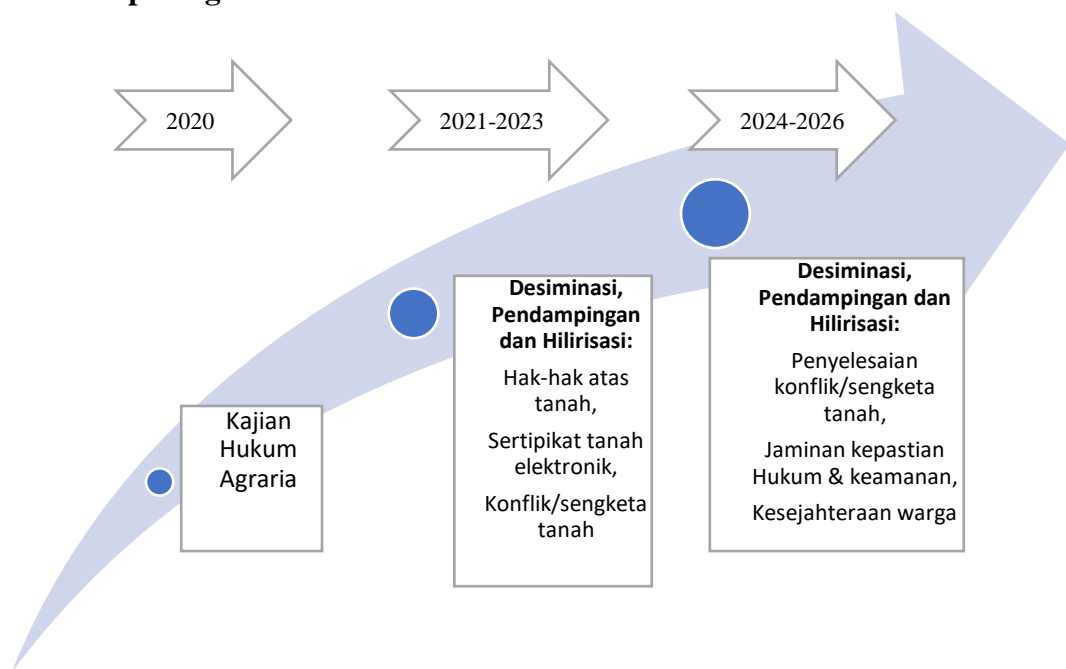 2020
2021-2023
2024-2026
Kajian
Hukum
Agraria
Desiminasi,
Pendampingan
dan Hilirisasi:
Hak-hak atas
tanah,
Sertipikat tanah
elektronik,
Konflik/sengketa
tanah
Desiminasi,
Pendampingan dan
Hilirisasi:
Penyelesaian
konflik/sengketa
tanah,
Jaminan kepastian
Hukum & keamanan,
Kesejahteraan warga